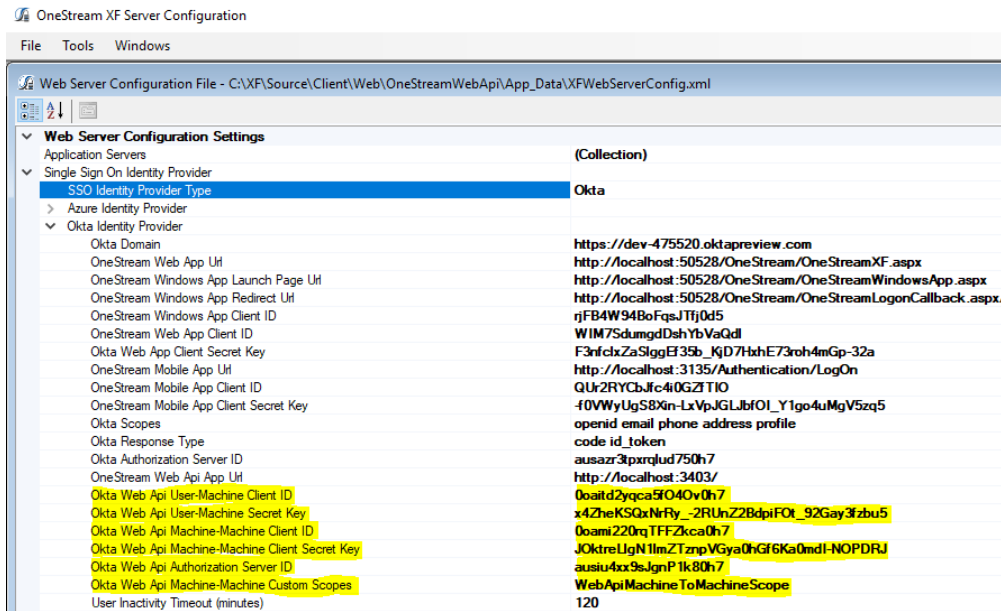 OneStream XF Server Configuration
File Tools Windows
Web Server Configuration File - C:\XF\Source\Client\Web\OneStreamWebApi\App_Data\XFWebServerConfig.xml
Web Server Configuration Settings
Application Servers (Collection)
Single Sign On Identity Provider
SSO Identity Provider Type Okta
Azure Identity Provider
Okta Identity Provider
Okta Domain https://dev-475520.oktapreview.com
OneStream Web App Url http://localhost:50528/OneStream/OneStreamXF.aspx
OneStream Windows App Launch Page Url http://localhost:50528/OneStream/OneStreamWindowsApp.aspx
OneStream Windows App Redirect Url http://localhost:50528/OneStream/OneStreamLogonCallback.aspx
OneStream Windows App Client ID rjFB4W94BoFqsJTfj0d5
OneStream Web App Client ID WIM7SdumgdDshYbVaQdl
Okta Web App Client Secret Key F3nfclxZaSlggEf35b_KjD7HxhE73roh4mGp-32a
OneStream Mobile App Url http://localhost:3135/Authentication/LogOn
OneStream Mobile App Client ID QUr2RYCbJfc4i0GZfTIO
OneStream Mobile App Client Secret Key -f0VWyUgS8Xin-LxVpJGLJbfOI_Y1go4uMgV5zq5
Okta Scopes openid email phone address profile
Okta Response Type code id_token
Okta Authorization Server ID ausazr3tpxrqlud750h7
OneStream Web Api App Url http://localhost:3403/
Okta Web Api User-Machine Client ID 0oaitd2yqca5fO4Ov0h7
Okta Web Api User-Machine Secret Key x4ZheKSQxNrRy_-2RUnZ2BdpiFOt_92Gay3fzbu5
Okta Web Api Machine-Machine Client ID 0oami220rqTFFZkca0h7
Okta Web Api Machine-Machine Client Secret Key JOktreLlgN1lmZTznpVGya0hGf6Ka0mdl-NOPDRJ
Okta Web Api Authorization Server ID ausiu4xx9sJgnP1k80h7
Okta Web Api Machine-Machine Custom Scopes WebApiMachineToMachineScope
User Inactivity Timeout (minutes) 120